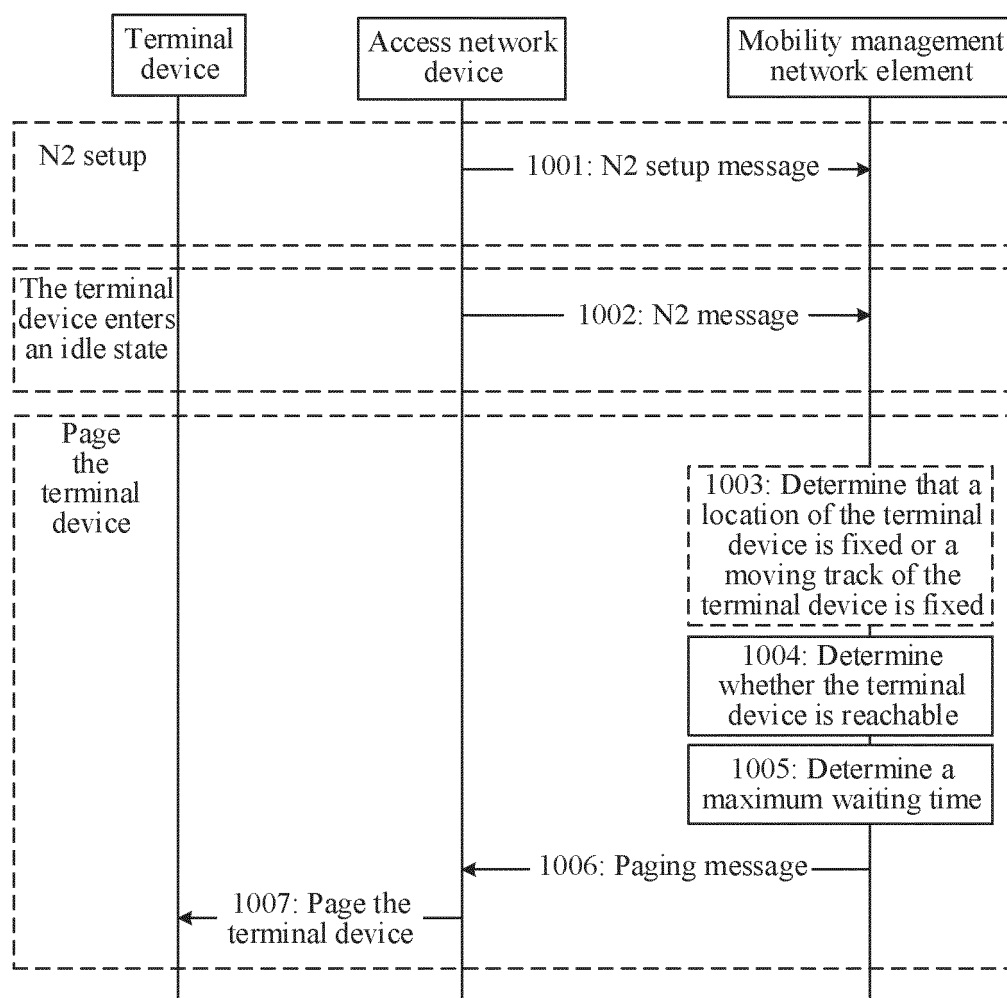 Terminal
device
Access network
device
Mobility management
network element
N2 setup
1001: N2 setup message
The terminal
device enters
an idle state
1002: N2 message
Page
the
terminal
device
1003: Determine that a
location of the terminal
device is fixed or a
moving track of the
terminal device is fixed
1004: Determine
whether the terminal
device is reachable
1005: Determine a
maximum waiting time
1006: Paging message
1007: Page the
terminal device